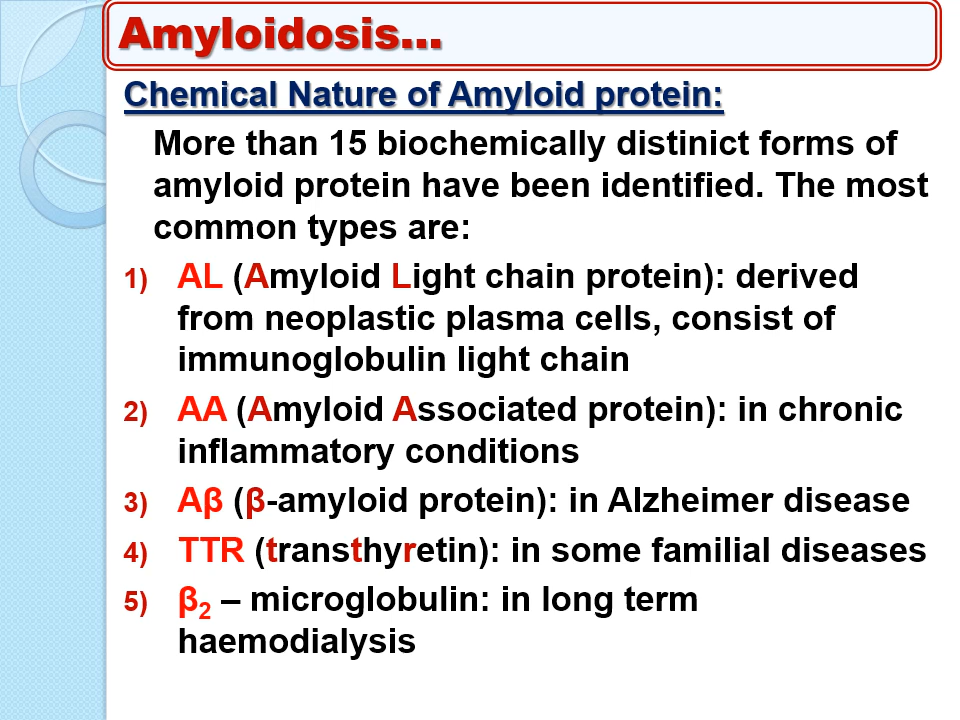 Amyloidosis...
Chemical Nature of Amyloid protein:
More than 15 biochemically distinict forms of
amyloid protein have been identified. The most
common types are:
1) AL (Amyloid Light chain protein): derived
from neoplastic plasma cells, consist of
immunoglobulin light chain
2) AA (Amyloid Associated protein): in chronic
inflammatory conditions
3) Aβ (β-amyloid protein): in Alzheimer disease
4) TTR (transthyretin): in some familial diseases
5) β₂ – microglobulin: in long term
haemodialysis